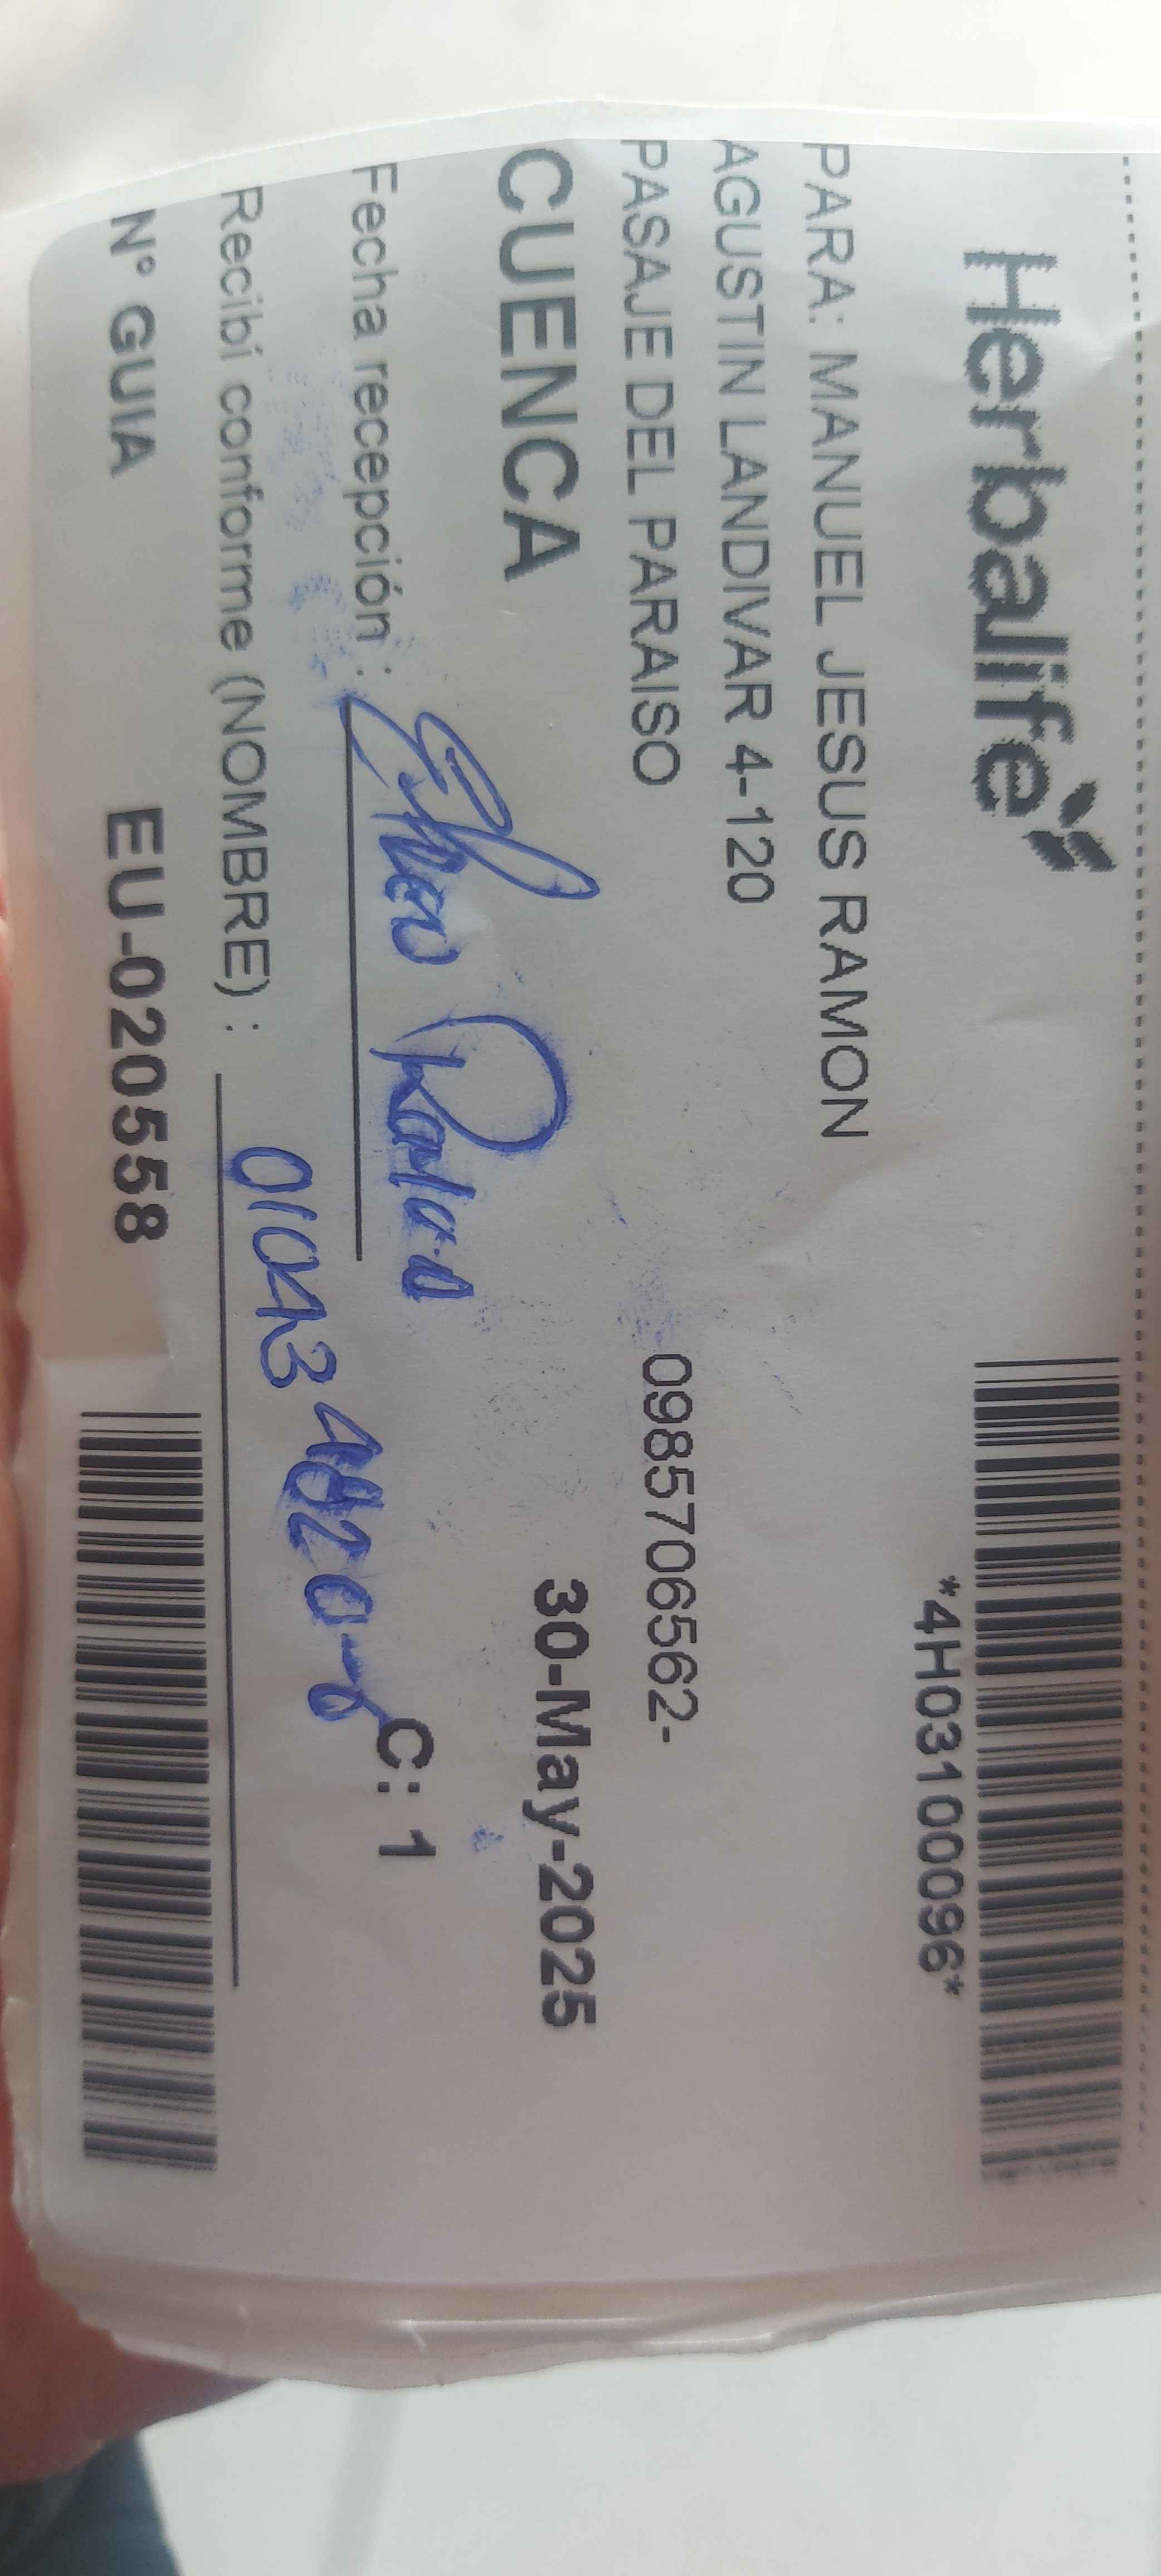 Herbalife
*4H03100096*
PARA: MANUEL JESUS RAMON
AGUSTIN LANDIVAR 4-120
PASAJE DEL PARAISO
0985706562-
CUENCA
30-May-2025
Fecha recepción :
C: 1
Recibí conforme (NOMBRE) :
N° GUIA
EU-020558